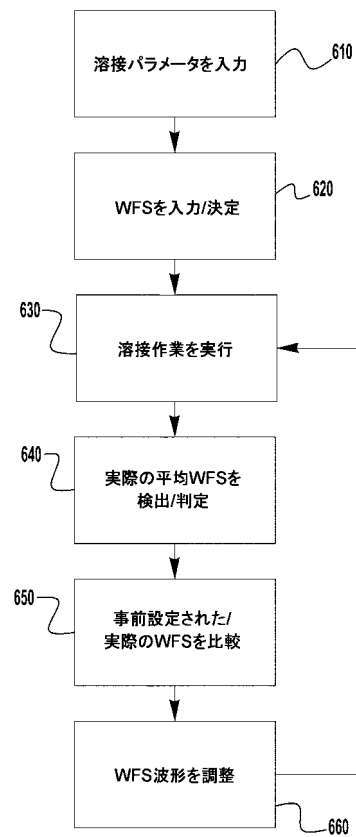 溶接パラメータを入力
610
WFSを入力/決定
620
630
溶接作業を実行
640
実際の平均WFSを
検出/判定
650
事前設定された/
実際のWFSを比較
WFS波形を調整
660